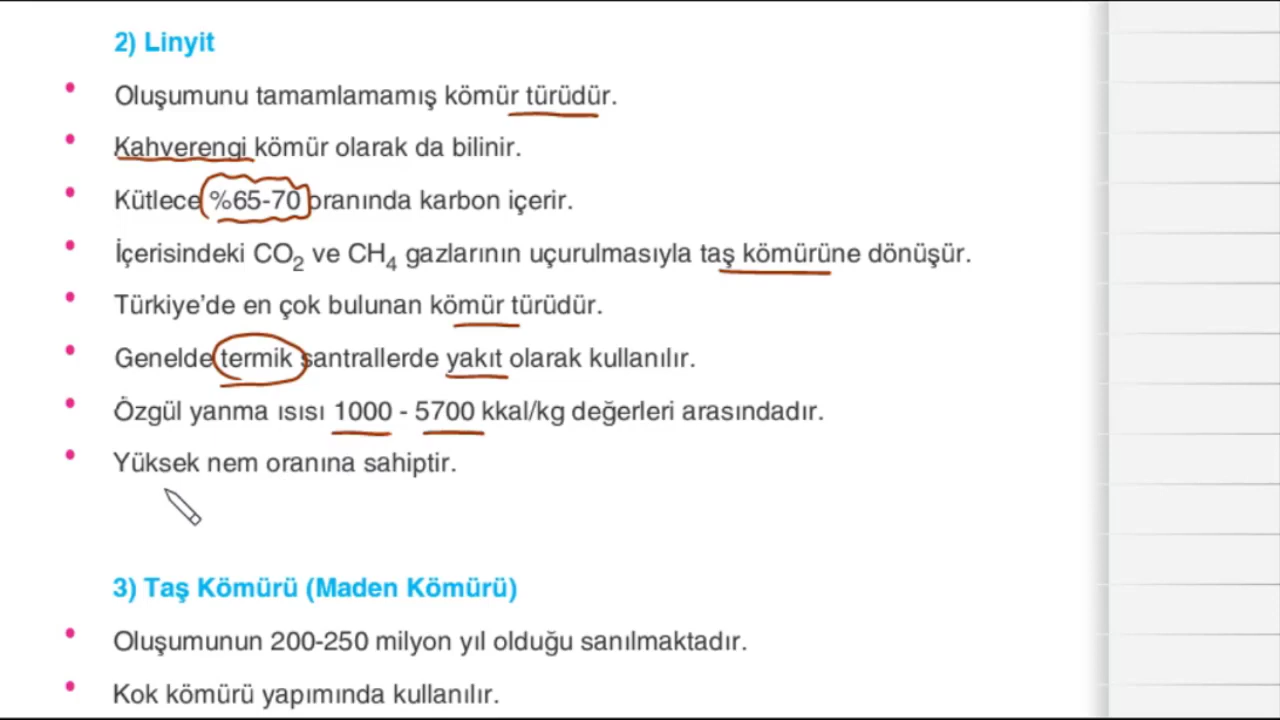 2) Linyit
• Oluşumunu tamamlamamış kömür türüdür.
• Kahverengi kömür olarak da bilinir.
• Kütlece %65-70 oranında karbon içerir.
• İçerisindeki CO₂ ve CH₄ gazlarının uçurulmasıyla taş kömürüne dönüşür.
• Türkiye’de en çok bulunan kömür türüdür.
• Genelde termik santrallerde yakıt olarak kullanılır.
• Özgül yanma ısısı 1000 - 5700 kkal/kg değerleri arasındadır.
• Yüksek nem oranına sahiptir.
3) Taş Kömürü (Maden Kömürü)
• Oluşumunun 200-250 milyon yıl olduğu sanılmaktadır.
• Kok kömürü yapımında kullanılır.